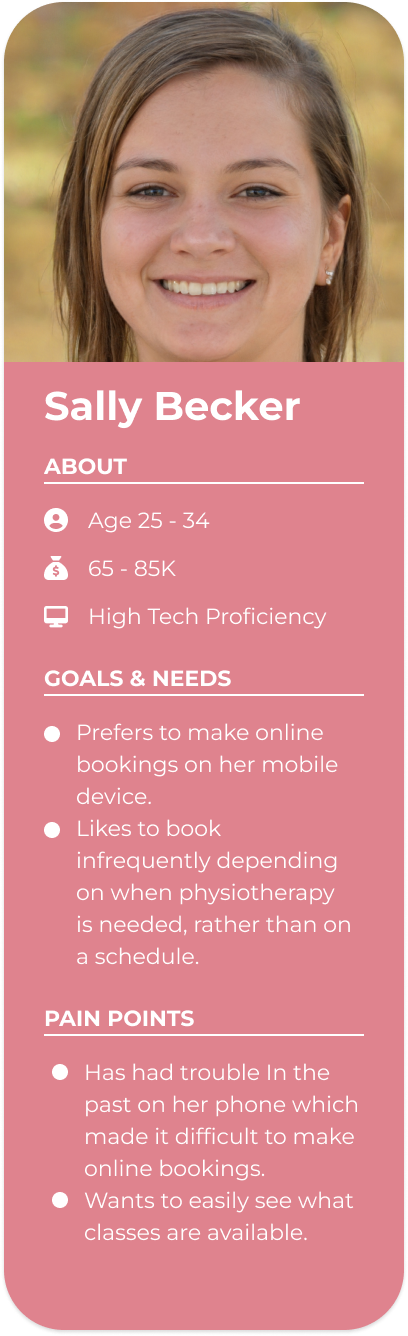 Sally Becker
ABOUT
Age 25 - 34
65 - 85K
High Tech Proficiency
GOALS & NEEDS
Prefers to make online
bookings on her mobile
device.
Likes to book
infrequently depending
on when physiotherapy
is needed, rather than on
a schedule.
PAIN POINTS
Has had trouble In the
past on her phone which
made it difficult to make
online bookings.
Wants to easily see what
classes are available.